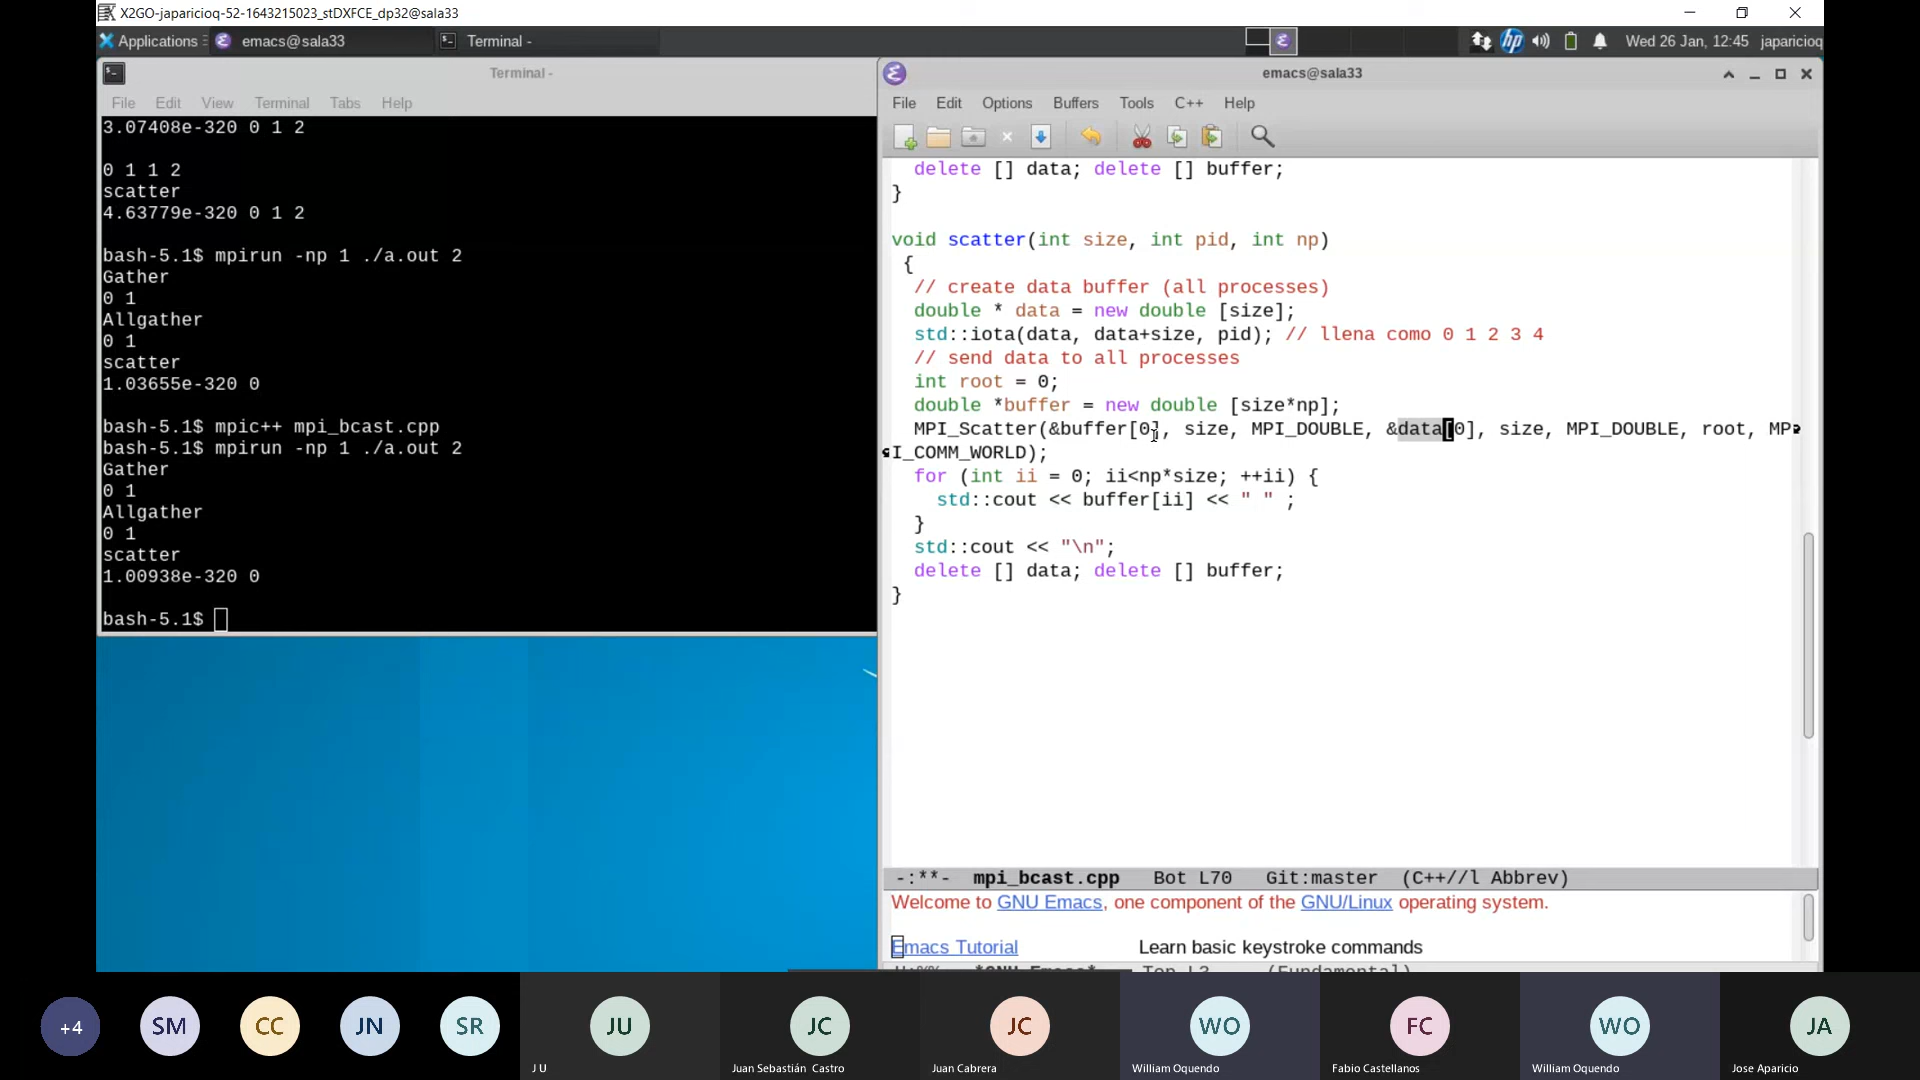 X2GO-japaricioq-52-1643215023_stDXFCE_dp32@sala33
Applications
emacs@sala33
Terminal -
hp
Wed 26 Jan, 12:45
japaricioq
Terminal -
File Edit View Terminal Tabs Help
3.07408e-320 0 1 2
0 1 1 2
scatter
4.63779e-320 0 1 2
bash-5.1$ mpirun -np 1 ./a.out 2
Gather
0 1
Allgather
0 1
scatter
1.03655e-320 0
bash-5.1$ mpic++ mpi_bcast.cpp
bash-5.1$ mpirun -np 1 ./a.out 2
Gather
0 1
Allgather
0 1
scatter
1.00938e-320 0
bash-5.1$
emacs@sala33
File Edit Options Buffers Tools C++ Help
delete [] data; delete [] buffer;
}
void scatter(int size, int pid, int np)
{
// create data buffer (all processes)
double * data = new double [size];
std::iota(data, data+size, pid); // llena como 0 1 2 3 4
// send data to all processes
int root = 0;
double *buffer = new double [size*np];
MPI_Scatter(&buffer[0], size, MPI_DOUBLE, &data[0], size, MPI_DOUBLE, root, MP
I_COMM_WORLD);
for (int ii = 0; ii<np*size; ++ii) {
std::cout << buffer[ii] << " " ;
}
std::cout << "\n";
delete [] data; delete [] buffer;
}
-:**- mpi_bcast.cpp Bot L70 Git:master (C++//l Abbrev)
Welcome to GNU Emacs, one component of the GNU/Linux operating system.
Emacs Tutorial Learn basic keystroke commands
U:%%- *GNU Emacs* Top L3 (Fundamental)
+4
SM
CC
JN
SR
JU
J U
JC
Juan Sebastián Castro
JC
Juan Cabrera
WO
William Oquendo
FC
Fabio Castellanos
WO
William Oquendo
JA
Jose Aparicio